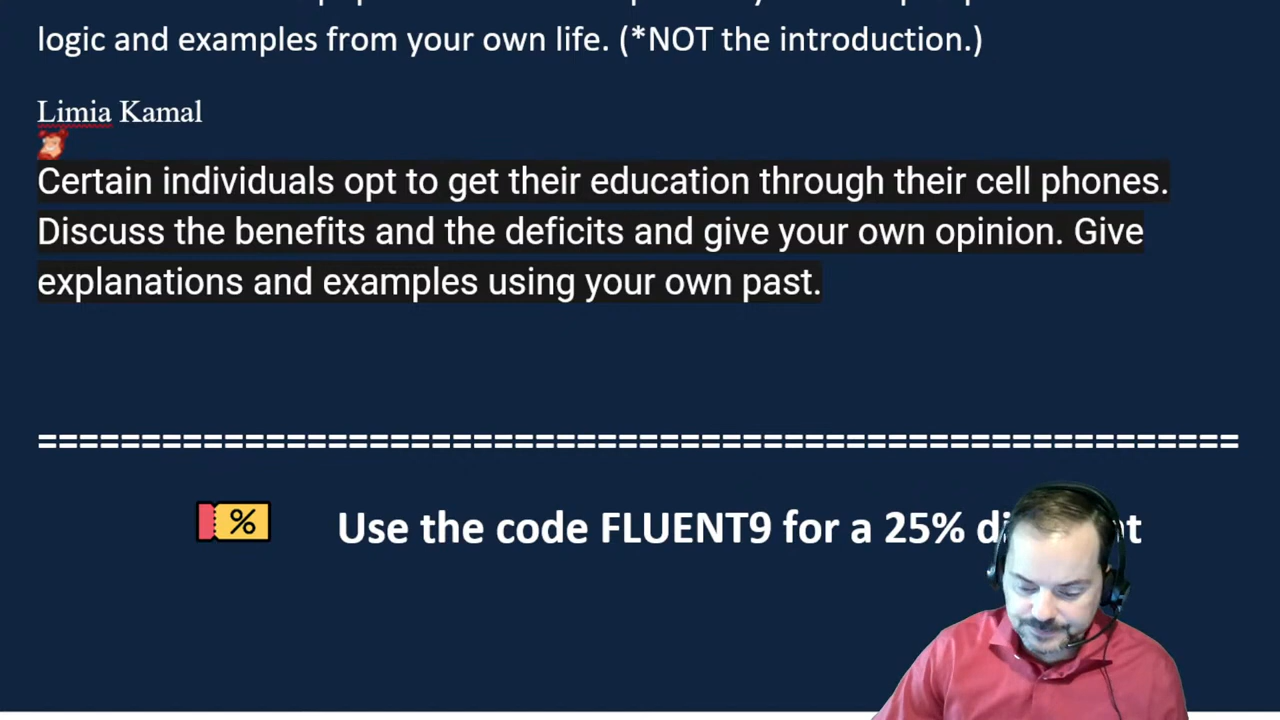 logic and examples from your own life. (*NOT the introduction.)
Limia Kamal
Certain individuals opt to get their education through their cell phones.
Discuss the benefits and the deficits and give your own opinion. Give
explanations and examples using your own past.
==========================================================
% Use the code FLUENT9 for a 25%